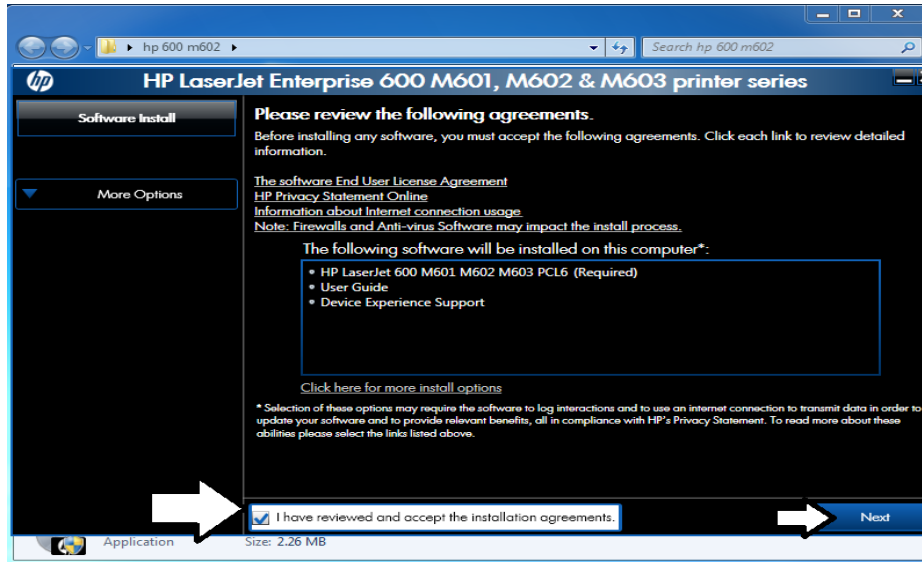 hp 600 m602
Search hp 600 m602
hp
HP LaserJet Enterprise 600 M601, M602 & M603 printer series
Software Install
More Options
Please review the following agreements.
Before installing any software, you must accept the following agreements. Click each link to review detailed
information.
The software End User License Agreement
HP Privacy Statement Online
Information about Internet connection usage
Note: Firewalls and Anti-virus Software may impact the install process.
The following software will be installed on this computer*:
• HP LaserJet 600 M601 M602 M603 PCL6 (Required)
• User Guide
• Device Experience Support
Click here for more install options
* Selection of these options may require the software to log interactions and to use an internet connection to transmit data in order to
update your software and to provide relevant benefits, all in compliance with HP's Privacy Statement. To read more about these
abilities please select the links listed above.
I have reviewed and accept the installation agreements.
Next
Application
Size: 2.26 MB